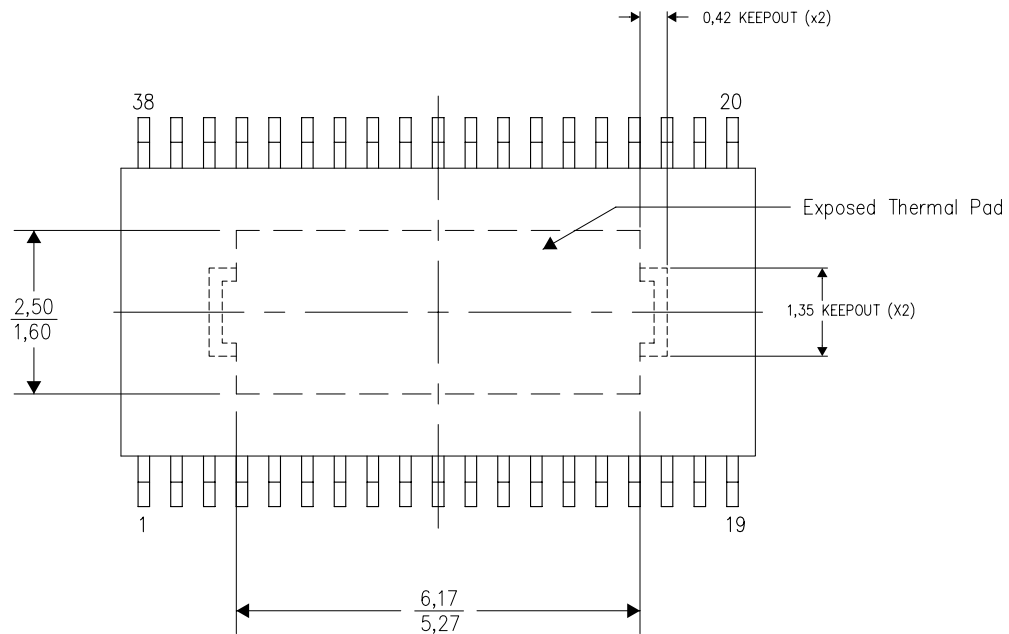 0,42 KEEPOUT (x2)
38
20
Exposed Thermal Pad
2,50
1,60
1,35 KEEPOUT (X2)
1
19
6,17
5,27